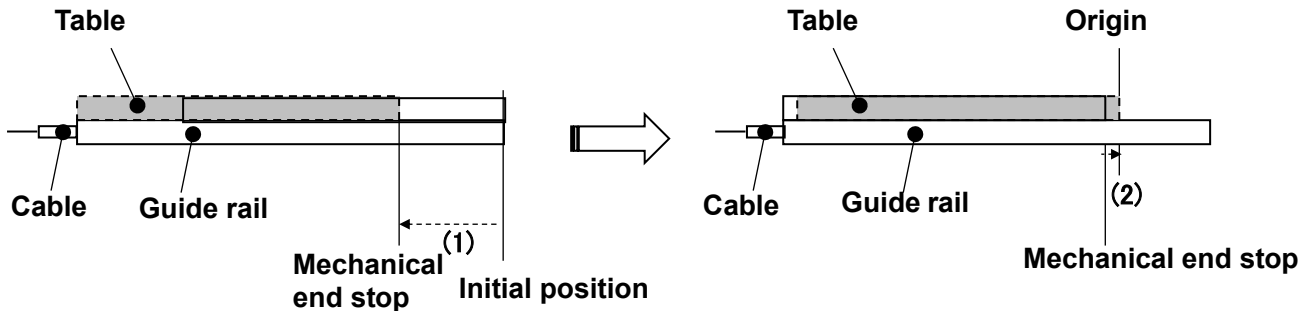 Table
Cable
Guide rail
(1)
Mechanical
end stop
Initial position
Table
Origin
Cable
Guide rail
(2)
Mechanical end stop